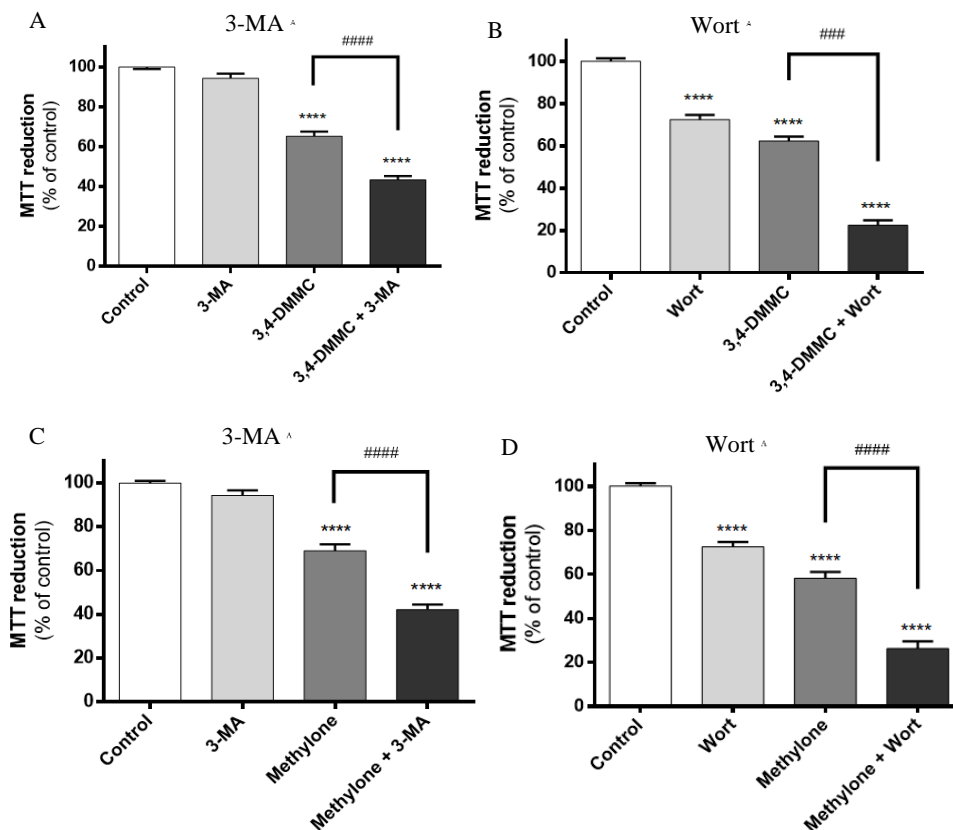 A
3-MA ᴬ
####
MTT reduction
(% of control)
100
80
60
40
20
0
****
****
Control
3-MA
3,4-DMMC
3,4-DMMC + 3-MA
B
Wort ᴬ
###
MTT reduction
(% of control)
100
80
60
40
20
0
****
****
****
Control
Wort
3,4-DMMC
3,4-DMMC + Wort
C
3-MA ᴬ
####
MTT reduction
(% of control)
100
80
60
40
20
0
****
****
Control
3-MA
Methylone
Methylone + 3-MA
D
Wort ᴬ
####
MTT reduction
(% of control)
100
80
60
40
20
0
****
****
****
Control
Wort
Methylone
Methylone + Wort